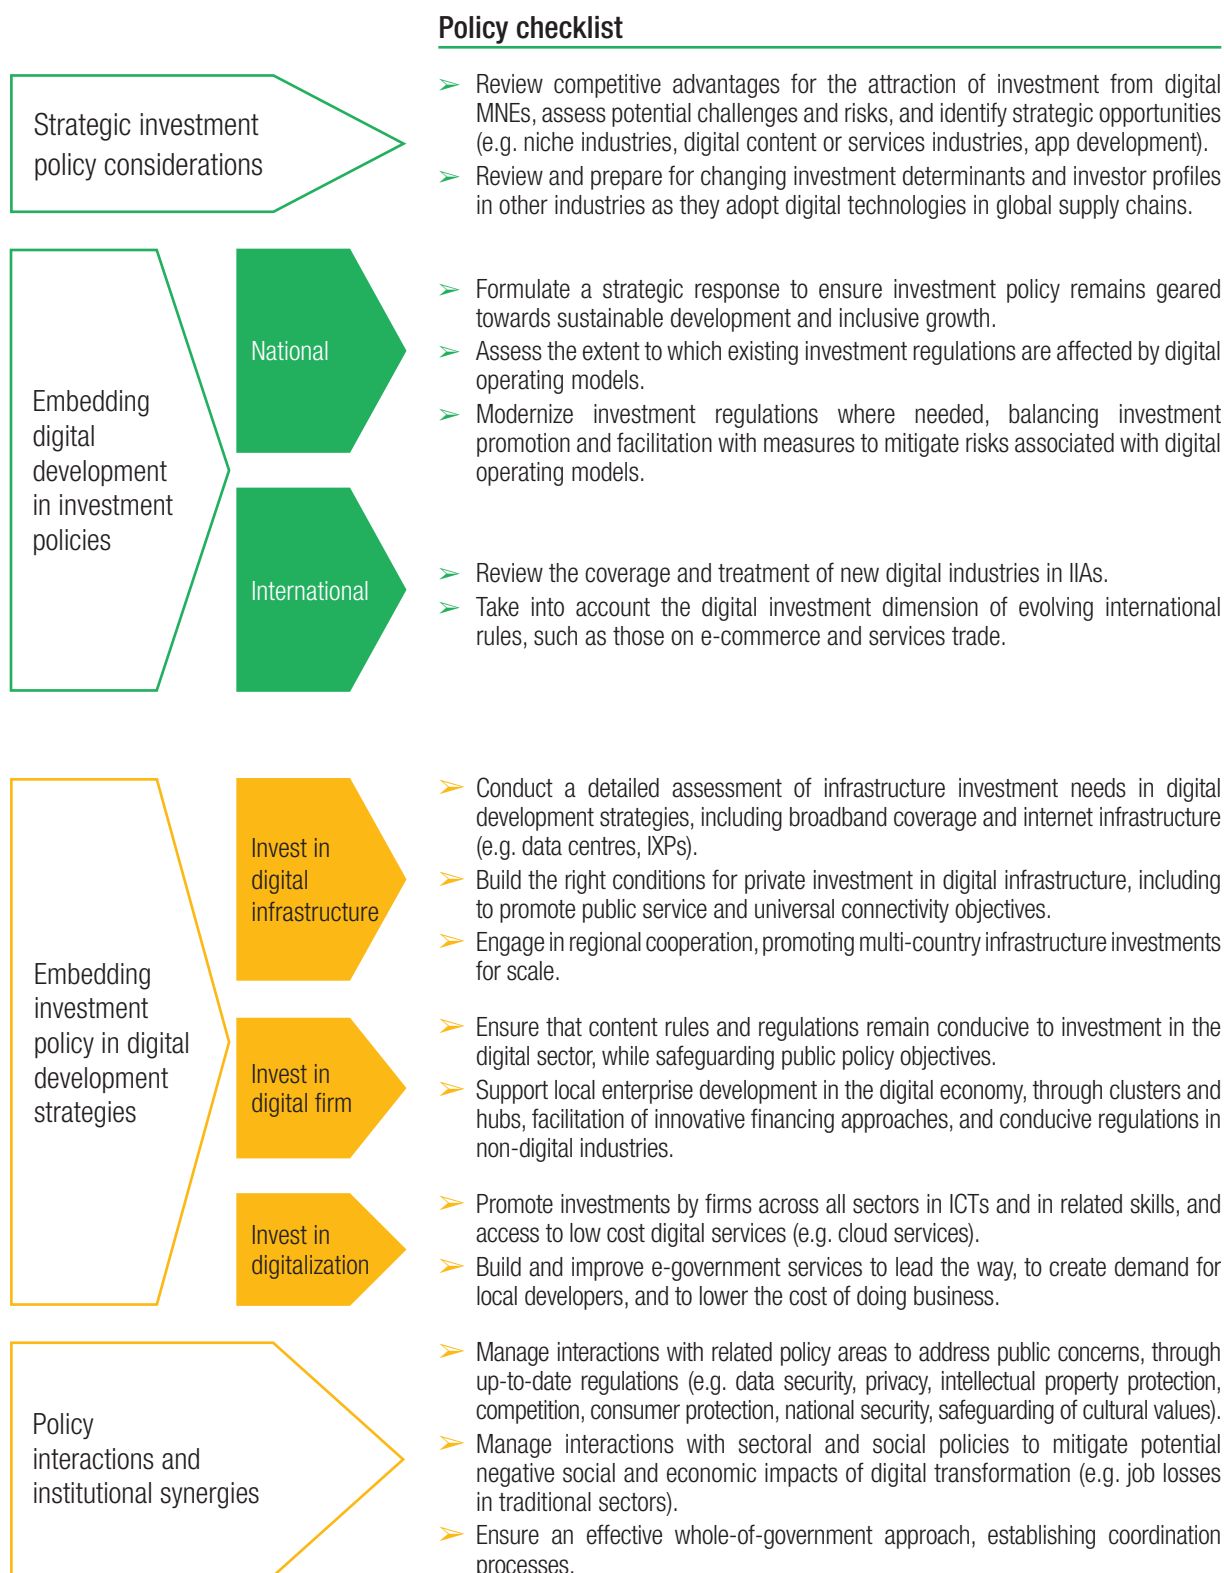 Policy checklist
Strategic investment
policy considerations
➢ Review competitive advantages for the attraction of investment from digital
MNEs, assess potential challenges and risks, and identify strategic opportunities
(e.g. niche industries, digital content or services industries, app development).
➢ Review and prepare for changing investment determinants and investor profiles
in other industries as they adopt digital technologies in global supply chains.
Embedding
digital
development
in investment
policies
National
➢ Formulate a strategic response to ensure investment policy remains geared
towards sustainable development and inclusive growth.
➢ Assess the extent to which existing investment regulations are affected by digital
operating models.
➢ Modernize investment regulations where needed, balancing investment
promotion and facilitation with measures to mitigate risks associated with digital
operating models.
International
➢ Review the coverage and treatment of new digital industries in IIAs.
➢ Take into account the digital investment dimension of evolving international
rules, such as those on e-commerce and services trade.
Embedding
investment
policy in digital
development
strategies
Invest in
digital
infrastructure
➢ Conduct a detailed assessment of infrastructure investment needs in digital
development strategies, including broadband coverage and internet infrastructure
(e.g. data centres, IXPs).
➢ Build the right conditions for private investment in digital infrastructure, including
to promote public service and universal connectivity objectives.
➢ Engage in regional cooperation, promoting multi-country infrastructure investments
for scale.
Invest in
digital firm
➢ Ensure that content rules and regulations remain conducive to investment in the
digital sector, while safeguarding public policy objectives.
➢ Support local enterprise development in the digital economy, through clusters and
hubs, facilitation of innovative financing approaches, and conducive regulations in
non-digital industries.
Invest in
digitalization
➢ Promote investments by firms across all sectors in ICTs and in related skills, and
access to low cost digital services (e.g. cloud services).
➢ Build and improve e-government services to lead the way, to create demand for
local developers, and to lower the cost of doing business.
Policy
interactions and
institutional synergies
➢ Manage interactions with related policy areas to address public concerns, through
up-to-date regulations (e.g. data security, privacy, intellectual property protection,
competition, consumer protection, national security, safeguarding of cultural values).
➢ Manage interactions with sectoral and social policies to mitigate potential
negative social and economic impacts of digital transformation (e.g. job losses
in traditional sectors).
➢ Ensure an effective whole-of-government approach, establishing coordination
processes.